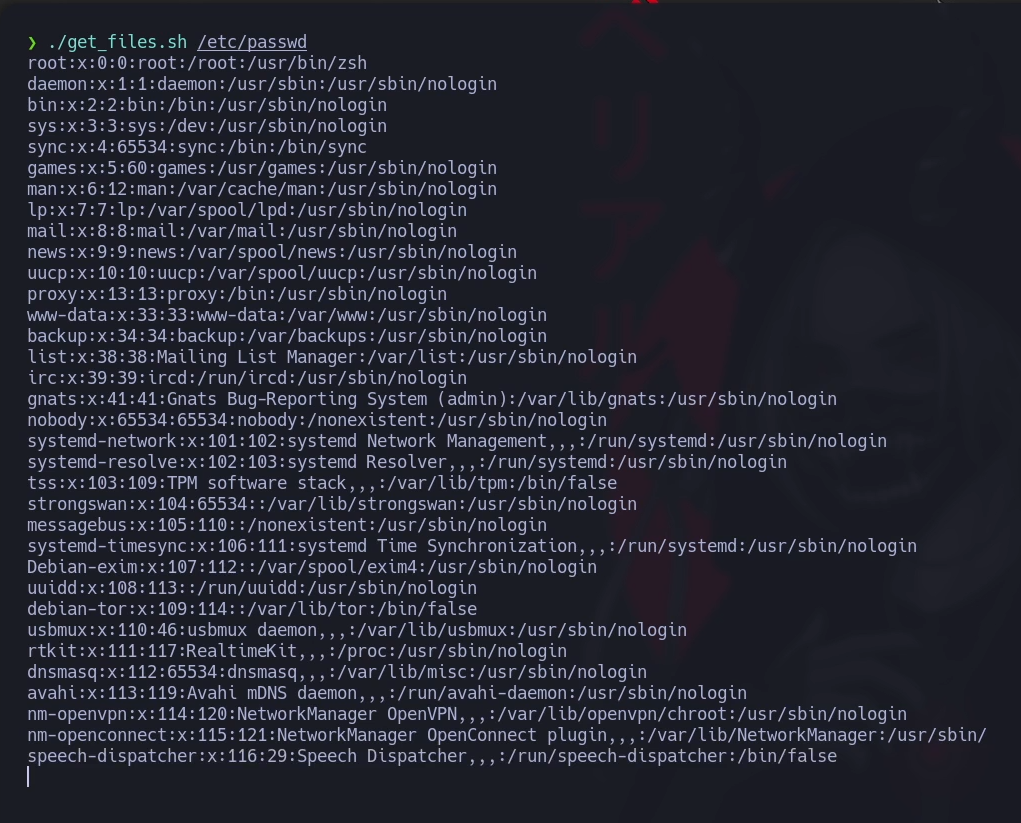 ❯ ./get_files.sh /etc/passwd
root:x:0:0:root:/root:/usr/bin/zsh
daemon:x:1:1:daemon:/usr/sbin:/usr/sbin/nologin
bin:x:2:2:bin:/bin:/usr/sbin/nologin
sys:x:3:3:sys:/dev:/usr/sbin/nologin
sync:x:4:65534:sync:/bin:/bin/sync
games:x:5:60:games:/usr/games:/usr/sbin/nologin
man:x:6:12:man:/var/cache/man:/usr/sbin/nologin
lp:x:7:7:lp:/var/spool/lpd:/usr/sbin/nologin
mail:x:8:8:mail:/var/mail:/usr/sbin/nologin
news:x:9:9:news:/var/spool/news:/usr/sbin/nologin
uucp:x:10:10:uucp:/var/spool/uucp:/usr/sbin/nologin
proxy:x:13:13:proxy:/bin:/usr/sbin/nologin
www-data:x:33:33:www-data:/var/www:/usr/sbin/nologin
backup:x:34:34:backup:/var/backups:/usr/sbin/nologin
list:x:38:38:Mailing List Manager:/var/list:/usr/sbin/nologin
irc:x:39:39:ircd:/run/ircd:/usr/sbin/nologin
gnats:x:41:41:Gnats Bug-Reporting System (admin):/var/lib/gnats:/usr/sbin/nologin
nobody:x:65534:65534:nobody:/nonexistent:/usr/sbin/nologin
systemd-network:x:101:102:systemd Network Management,,,:/run/systemd:/usr/sbin/nologin
systemd-resolve:x:102:103:systemd Resolver,,,:/run/systemd:/usr/sbin/nologin
tss:x:103:109:TPM software stack,,,:/var/lib/tpm:/bin/false
strongswan:x:104:65534::/var/lib/strongswan:/usr/sbin/nologin
messagebus:x:105:110::/nonexistent:/usr/sbin/nologin
systemd-timesync:x:106:111:systemd Time Synchronization,,,:/run/systemd:/usr/sbin/nologin
Debian-exim:x:107:112::/var/spool/exim4:/usr/sbin/nologin
uuidd:x:108:113::/run/uuidd:/usr/sbin/nologin
debian-tor:x:109:114::/var/lib/tor:/bin/false
usbmux:x:110:46:usbmux daemon,,,:/var/lib/usbmux:/usr/sbin/nologin
rtkit:x:111:117:RealtimeKit,,,:/proc:/usr/sbin/nologin
dnsmasq:x:112:65534:dnsmasq,,,:/var/lib/misc:/usr/sbin/nologin
avahi:x:113:119:Avahi mDNS daemon,,,:/run/avahi-daemon:/usr/sbin/nologin
nm-openvpn:x:114:120:NetworkManager OpenVPN,,,:/var/lib/openvpn/chroot:/usr/sbin/nologin
nm-openconnect:x:115:121:NetworkManager OpenConnect plugin,,,:/var/lib/NetworkManager:/usr/sbin/
speech-dispatcher:x:116:29:Speech Dispatcher,,,:/run/speech-dispatcher:/bin/false
ベリアル